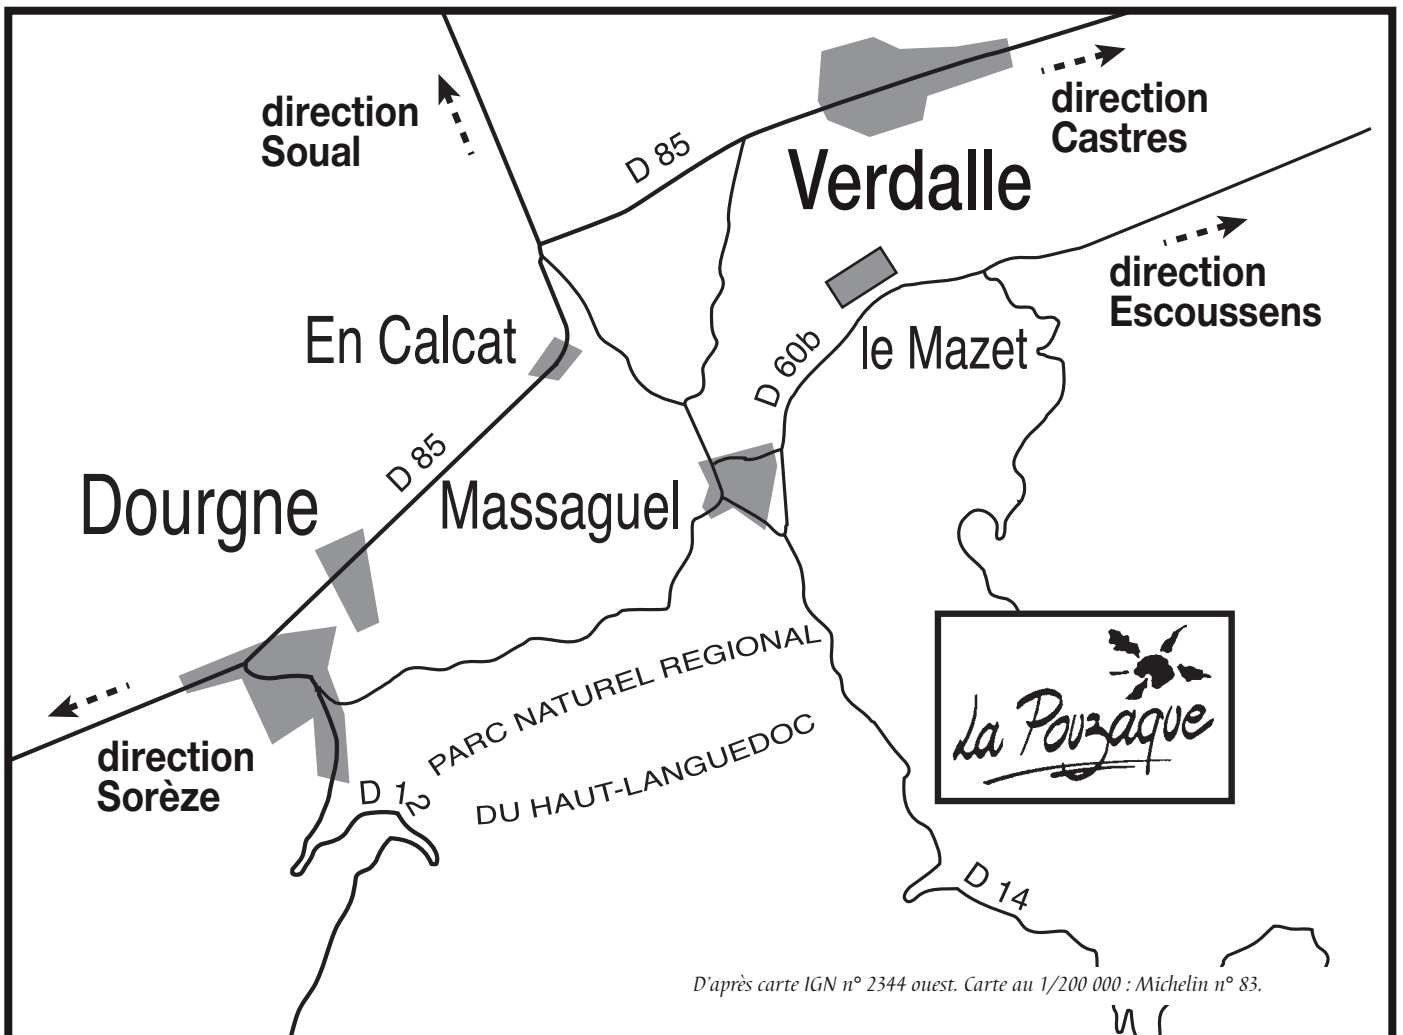 direction
Soual
D 85
direction
Castres
Verdalle
direction
Escoussens
En Calcat
D 60b
le Mazet
D 85
Dourgne
Massaguel
PARC NATUREL REGIONAL
DU HAUT-LANGUEDOC
La Pouzaque
direction
Sorèze
D 12
D 14
D'après carte IGN n° 2344 ouest. Carte au 1/200 000 : Michelin n° 83.